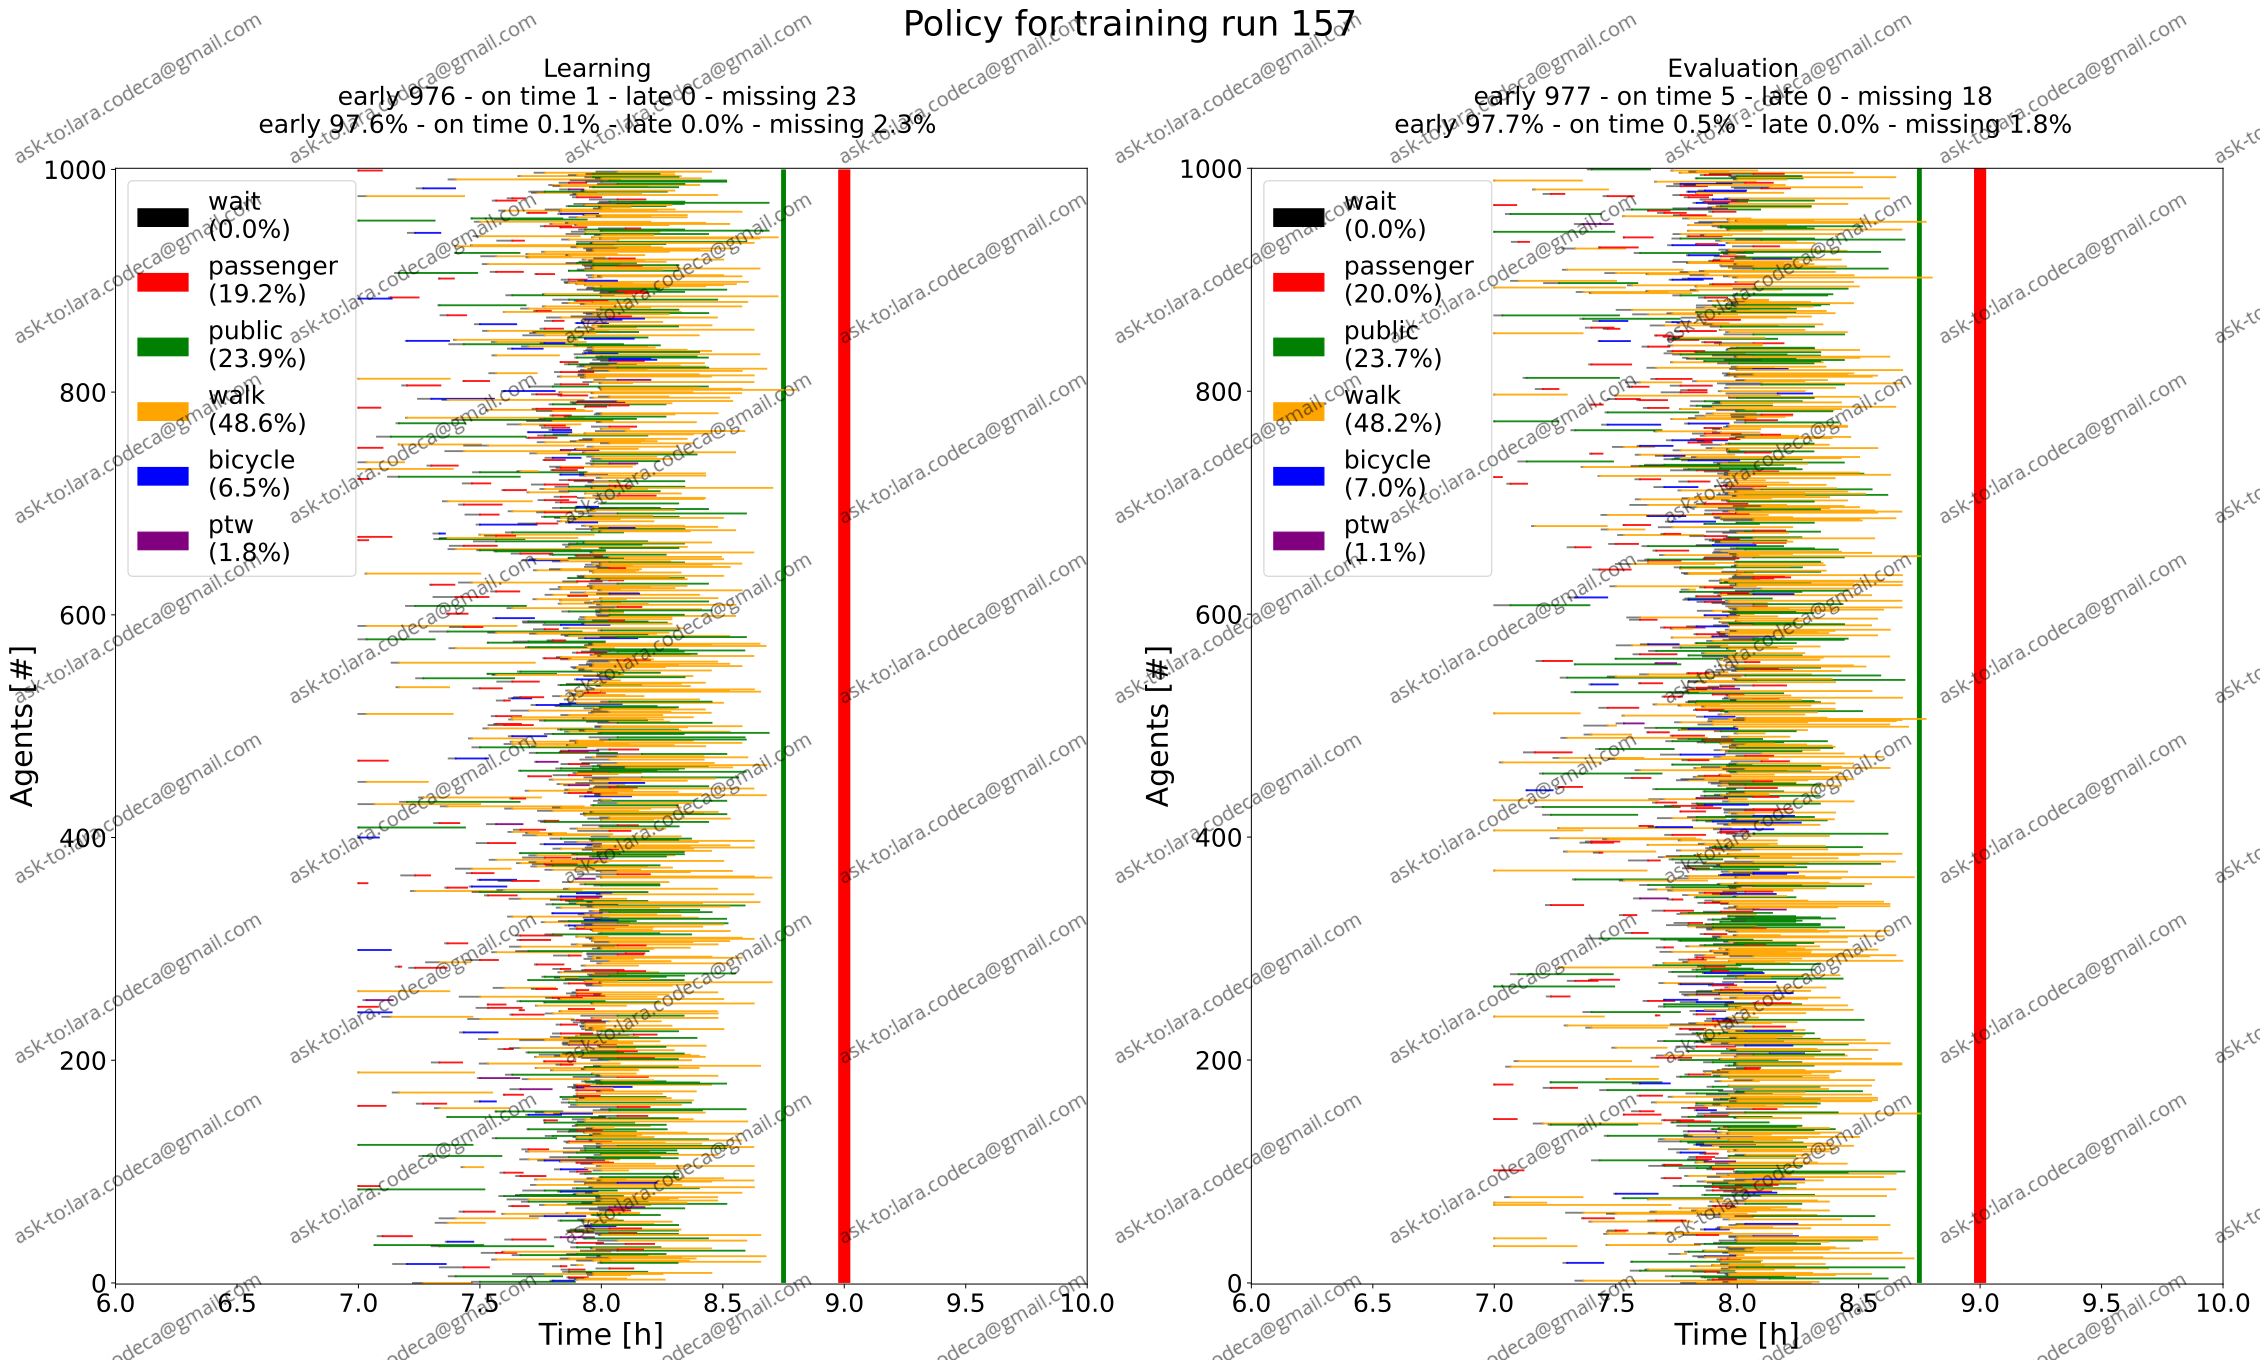 Policy for training run 157
Learning
early 976 - on time 1 - late 0 - missing 23
early 97.6% - on time 0.1% - late 0.0% - missing 2.3%
1000
800
600
400
200
0
Agents [#]
wait
(0.0%)
passenger
(19.2%)
public
(23.9%)
walk
(48.6%)
bicycle
(6.5%)
ptw
(1.8%)
6.0 6.5 7.0 7.5 8.0 8.5 9.0 9.5 10.0
Time [h]
Evaluation
early 977 - on time 5 - late 0 - missing 18
early 97.7% - on time 0.5% - late 0.0% - missing 1.8%
1000
800
600
400
200
0
Agents [#]
wait
(0.0%)
passenger
(20.0%)
public
(23.7%)
walk
(48.2%)
bicycle
(7.0%)
ptw
(1.1%)
6.0 6.5 7.0 7.5 8.0 8.5 9.0 9.5 10.0
Time [h]
ask-to:lara.codeca@gmail.com